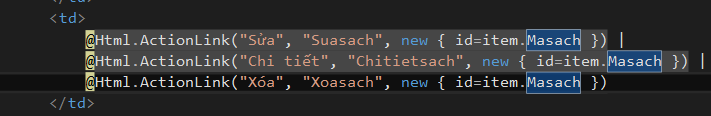 <td>
@Html.ActionLink("Sửa", "Suasach", new { id=item.Masach }) |
@Html.ActionLink("Chi tiết", "Chitietsach", new { id=item.Masach }) |
@Html.ActionLink("Xóa", "Xoasach", new { id=item.Masach })
</td>